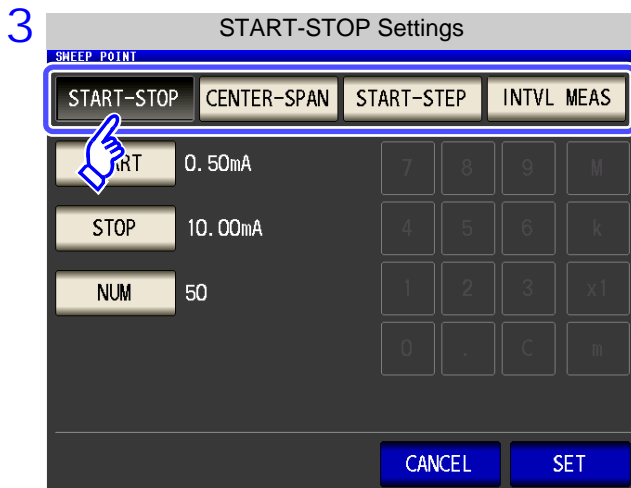 3
START-STOP Settings
SWEEP POINT
START-STOP CENTER-SPAN START-STEP INTVL MEAS
RT 0.50mA 7 8 9 M
STOP 10.00mA 4 5 6 k
NUM 50 1 2 3 x1
0 . C m
CANCEL SET